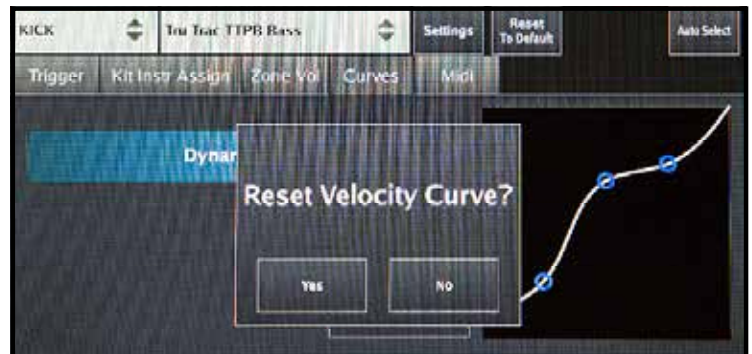 KICK Tru Trac TTPB Bass Settings Reset To Default Auto Select
Trigger Kit Instr Assign Zone Vol Curves Midi
Dynar
Reset Velocity Curve?
Yes No